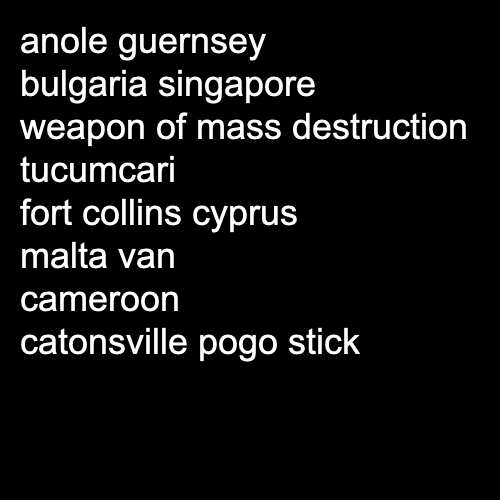 anole guernsey
bulgaria singapore
weapon of mass destruction
tucumcari
fort collins cyprus
malta van
cameroon
catonsville pogo stick